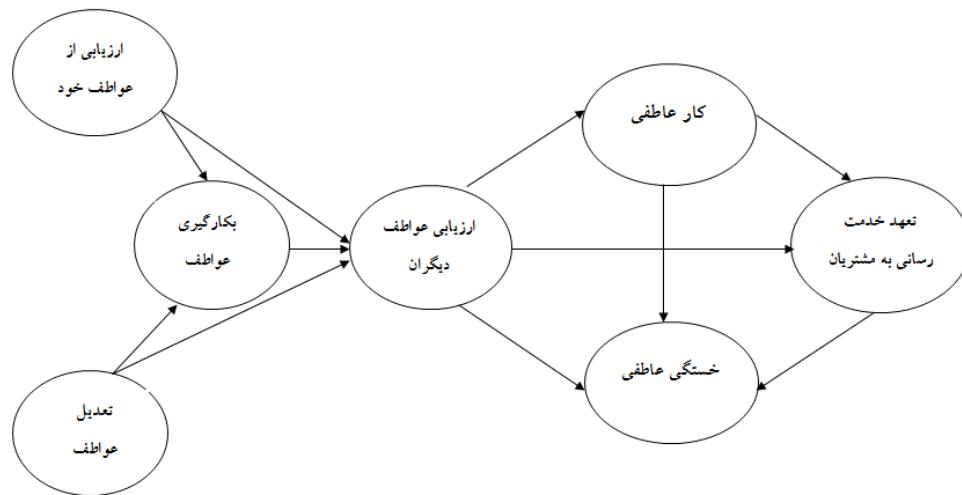 ارزیابی از
عواطف خود
کار عاطفی
بکارگیری
عواطف
ارزیابی عواطف
دیگران
تعهد خدمت
رسانی به مشتریان
خستگی عاطفی
تعدیل
عواطف